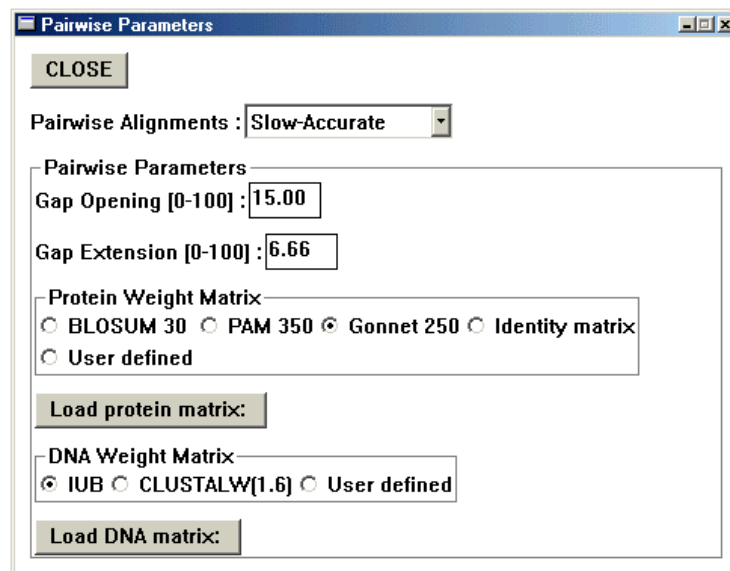 Pairwise Parameters
CLOSE
Pairwise Alignments : Slow-Accurate
Pairwise Parameters
Gap Opening [0-100] : 15.00
Gap Extension [0-100] : 6.66
Protein Weight Matrix
BLOSUM 30 PAM 350 Gonnet 250 Identity matrix
User defined
Load protein matrix:
DNA Weight Matrix
IUB CLUSTALW(1.6) User defined
Load DNA matrix: